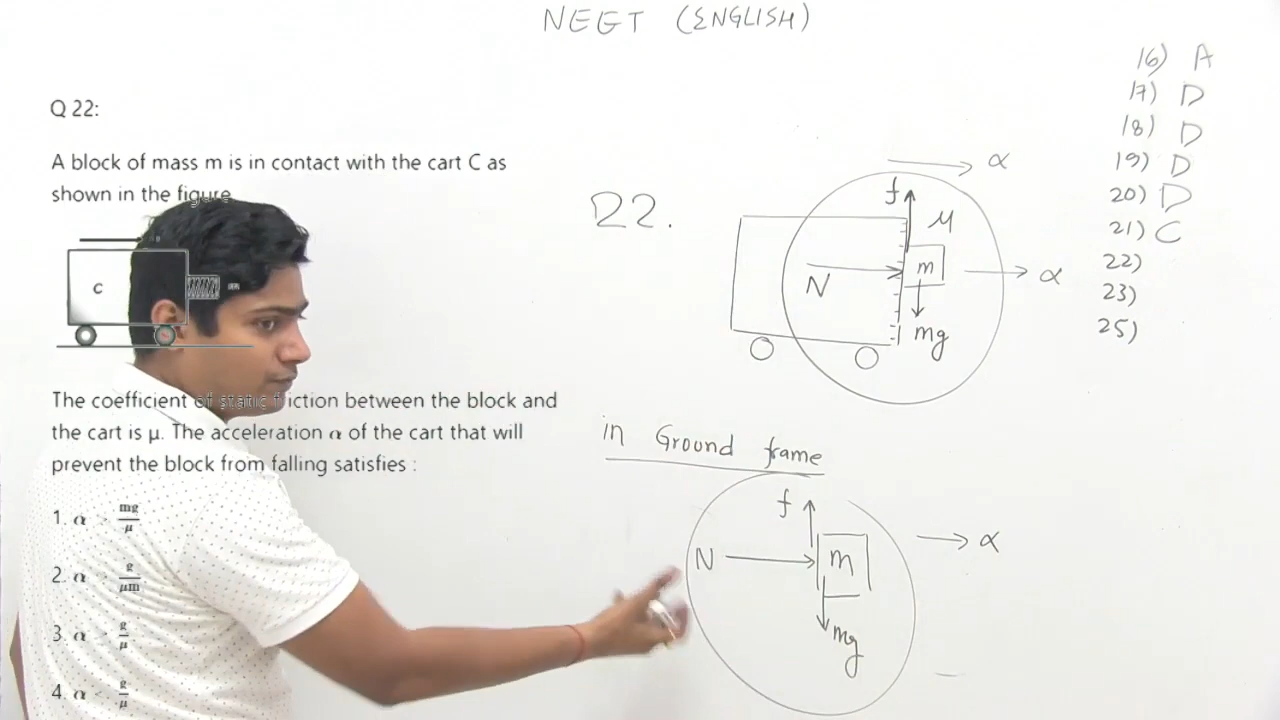 NEET (ENGLISH)
Q 22:
A block of mass m is in contact with the cart C as
shown in the figure
C
The coefficient of static friction between the block and
the cart is μ. The acceleration α of the cart that will
prevent the block from falling satisfies :
1. α mg/μ
2. α g/μm
3. α g/μ
4. α < g/μ
22.
α
f
μ
N
m
α
mg
in Ground frame
f
N
m
α
mg
16) A
17) D
18) D
19) D
20) D
21) C
22)
23)
25)